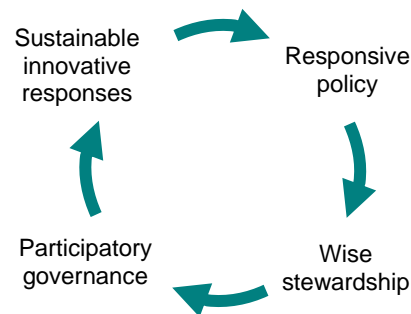 Sustainable
innovative
responses
Responsive
policy
Wise
stewardship
Participatory
governance